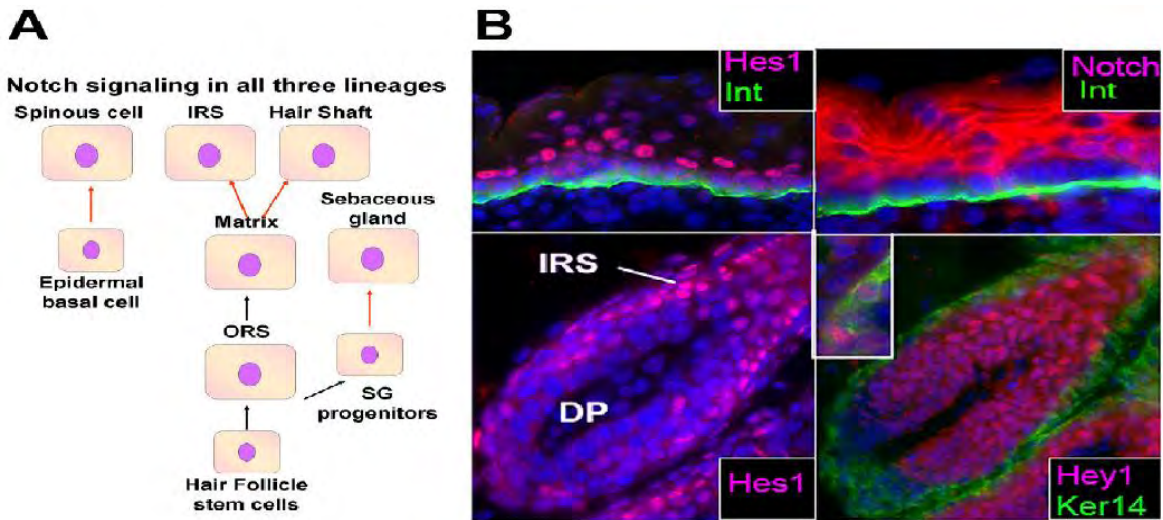 A
Notch signaling in all three lineages
Spinous cell
IRS
Hair Shaft
Matrix
Sebaceous
gland
Epidermal
basal cell
ORS
SG
progenitors
Hair Follicle
stem cells
B
Hes1
Int
Notch
Int
IRS
DP
Hes1
Hey1
Ker14